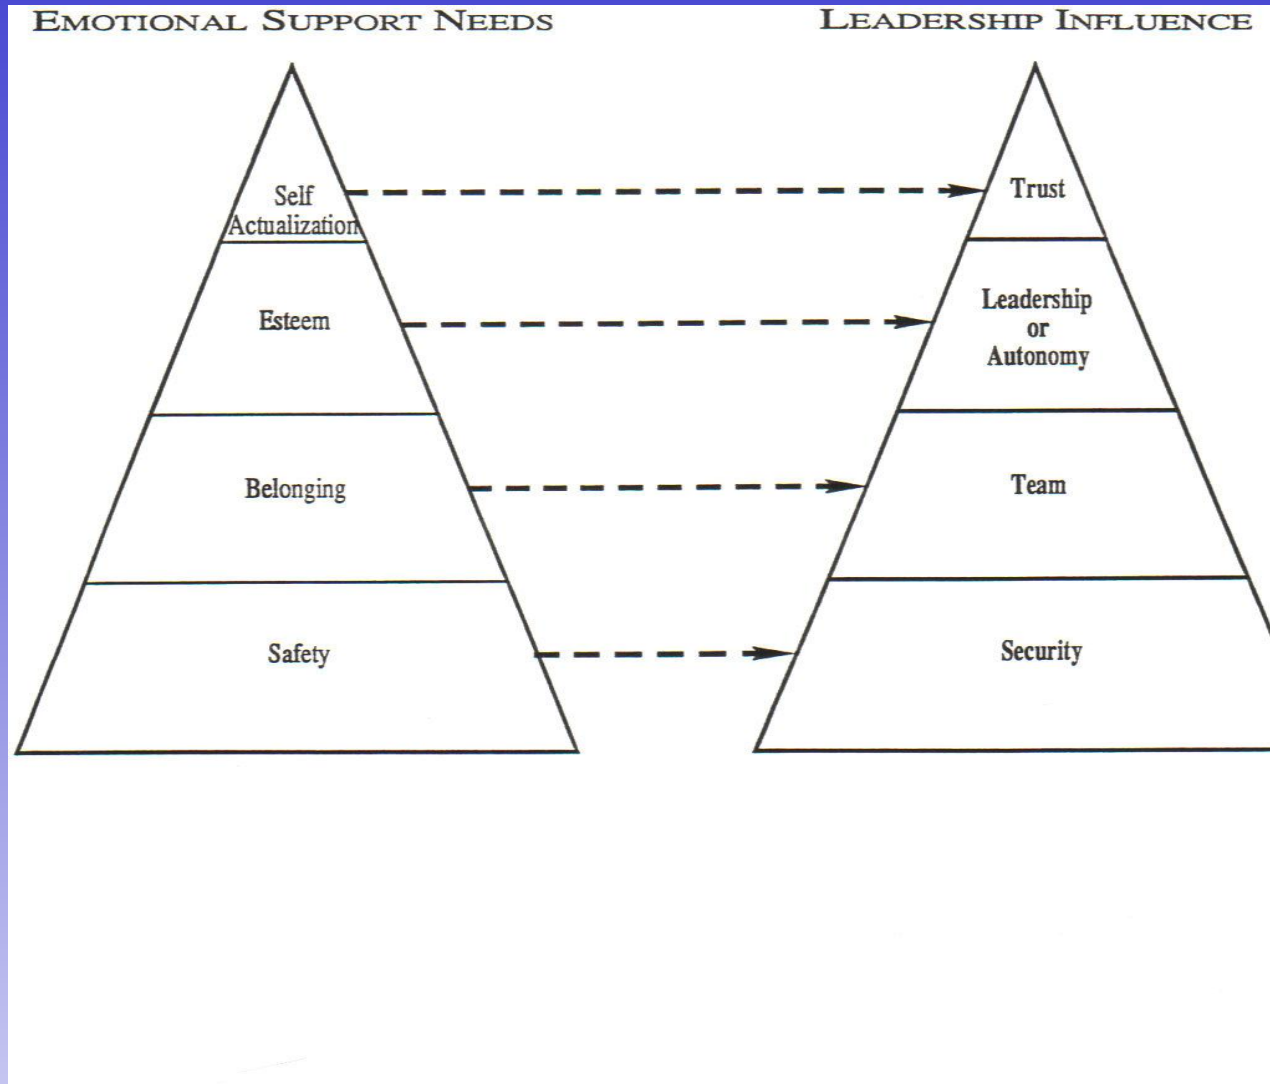 EMOTIONAL SUPPORT NEEDS
LEADERSHIP INFLUENCE
Self
Actualization
Esteem
Belonging
Safety
Trust
Leadership
or
Autonomy
Team
Security